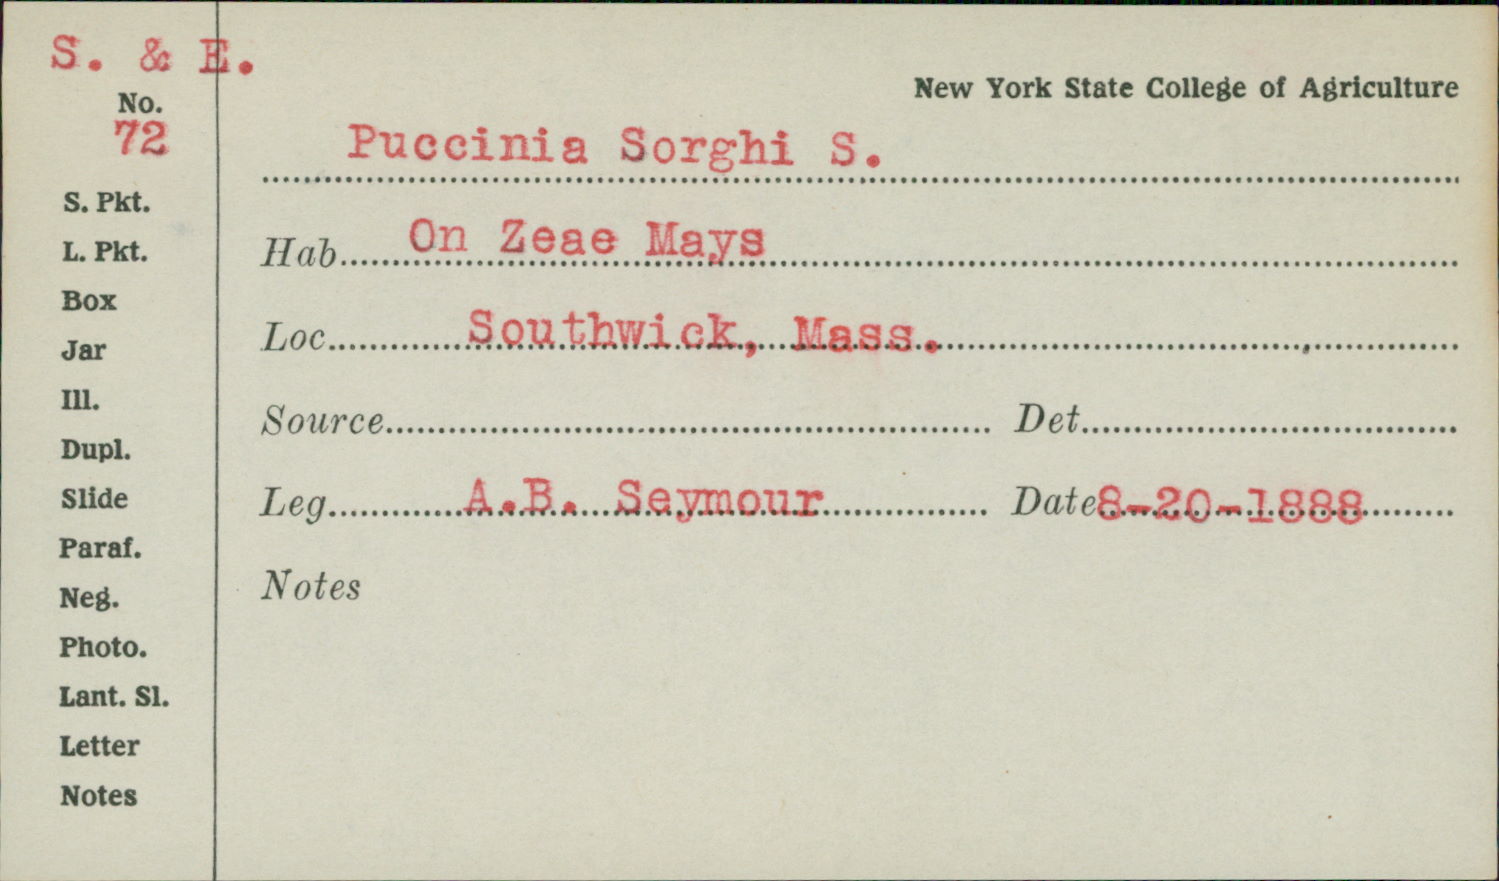 S. & E.
New York State College of Agriculture
No.
72
Puccinia Sorghi S.
S. Pkt.
L. Pkt.
Hab. On Zeae Mays
Box
Loc. Southwick, Mass.
Jar
Ill.
Source Det.
Dupl.
Slide
Leg. A.B. Seymour Date 8-20-1888
Paraf.
Notes
Neg.
Photo.
Lant. Sl.
Letter
Notes